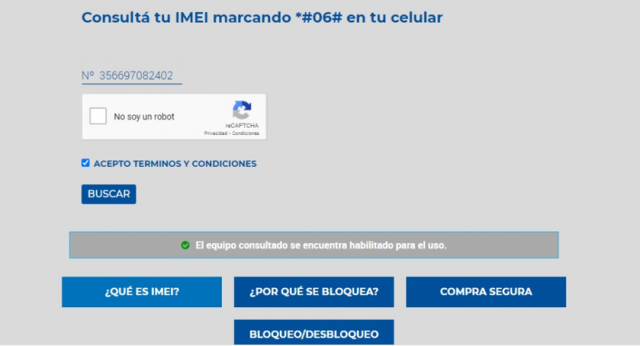 Consultá tu IMEI marcando *#06# en tu celular
Nº 356697082402
No soy un robot
reCAPTCHA
Privacidad - Condiciones
ACEPTO TERMINOS Y CONDICIONES
BUSCAR
El equipo consultado se encuentra habilitado para el uso.
¿QUÉ ES IMEI?
¿POR QUÉ SE BLOQUEA?
COMPRA SEGURA
BLOQUEO/DESBLOQUEO